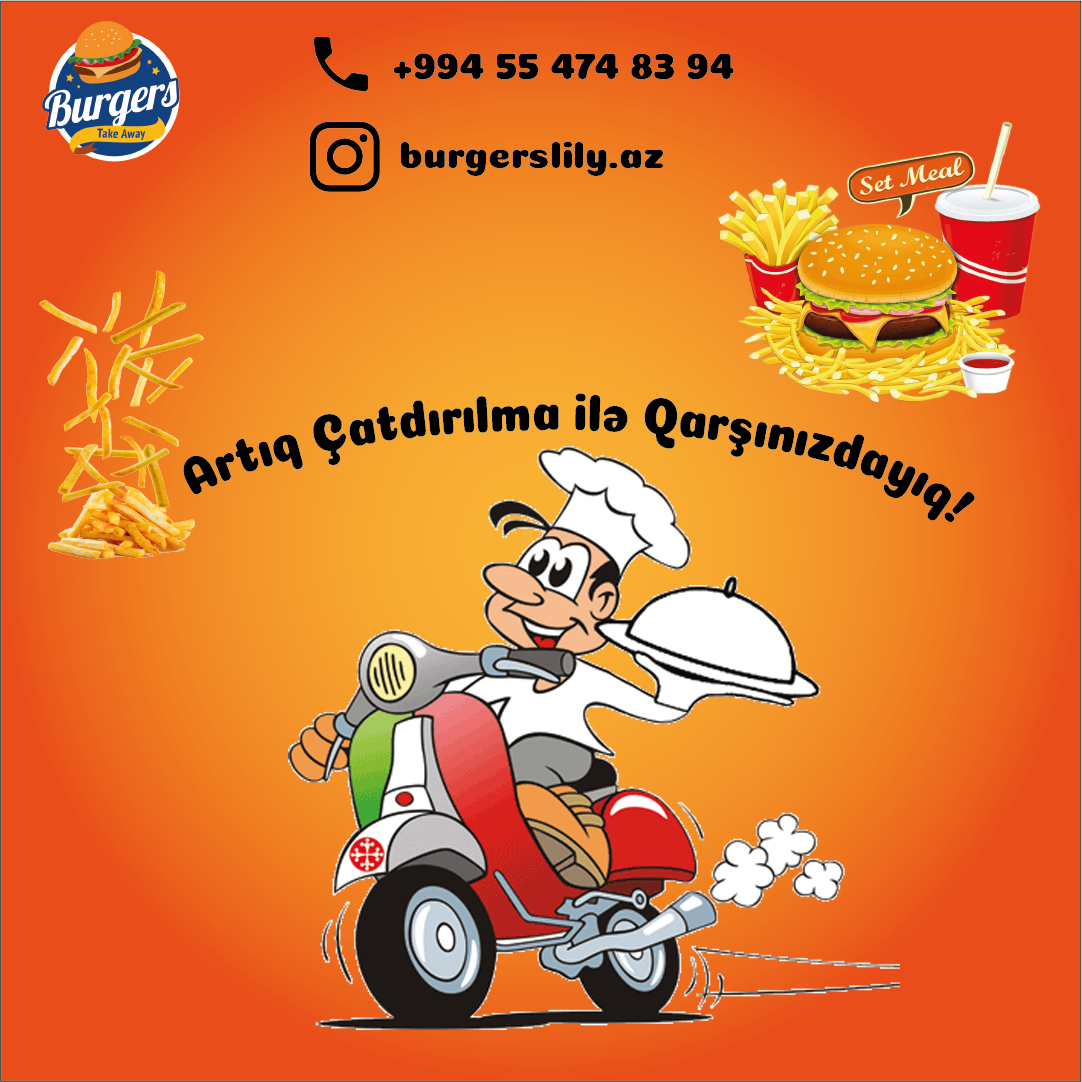 Burgers
Take Away
+994 55 474 83 94
burgerslily.az
Set Meal
Artıq Çatdırılma ilə Qarşınızdayıq!